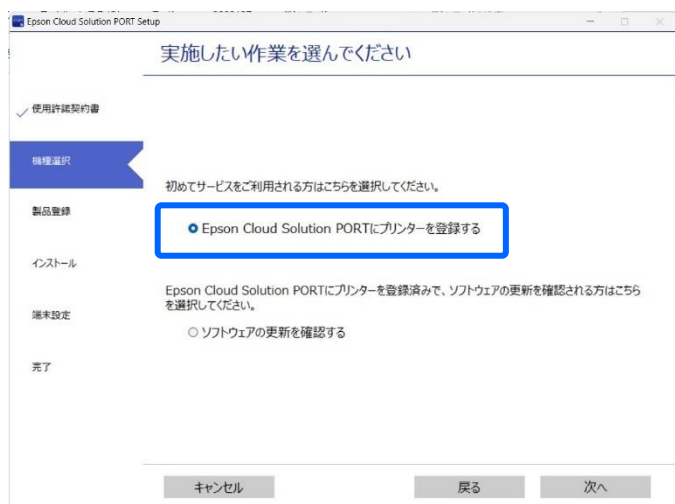 Epson Cloud Solution PORT Setup
実施したい作業を選んでください
使用許諾契約書
機種選択
製品登録
インストール
端末設定
完了
初めてサービスをご利用される方はこちらを選択してください。
Epson Cloud Solution PORTにプリンターを登録する
Epson Cloud Solution PORTにプリンターを登録済みで、ソフトウェアの更新を確認される方はこちら
を選択してください。
ソフトウェアの更新を確認する
キャンセル
戻る
次へ